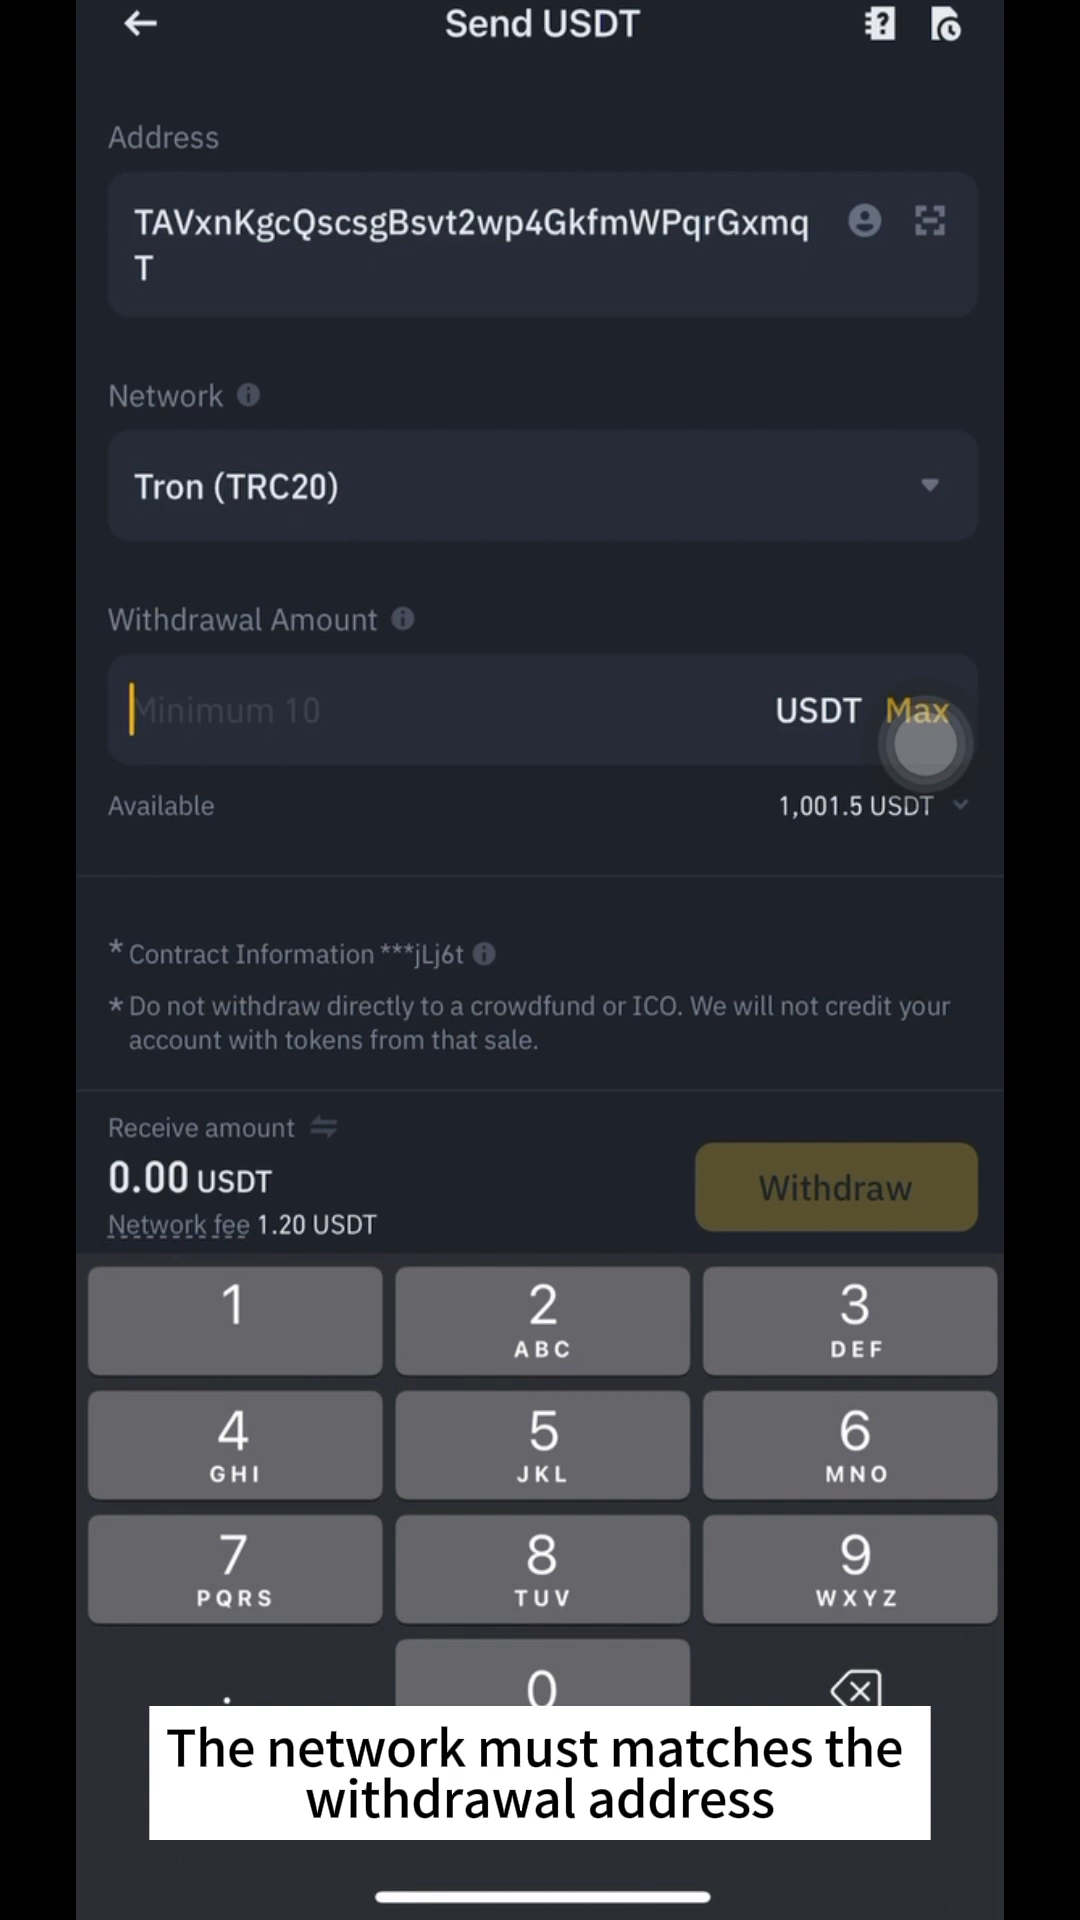 Send USDT
Address
TAVxnKgcQscsgBsvt2wp4GkfmWPqrGxmq
T
Network
Tron (TRC20)
Withdrawal Amount
Minimum 10 USDT Max
Available 1,001.5 USDT
* Contract Information ***jLj6t
* Do not withdraw directly to a crowdfund or ICO. We will not credit your
account with tokens from that sale.
Receive amount
0.00 USDT
Withdraw
Network fee 1.20 USDT
1 2 3
ABC DEF
4 5 6
GHI JKL MNO
7 8 9
PQRS TUV WXYZ
. 0
The network must matches the
withdrawal address